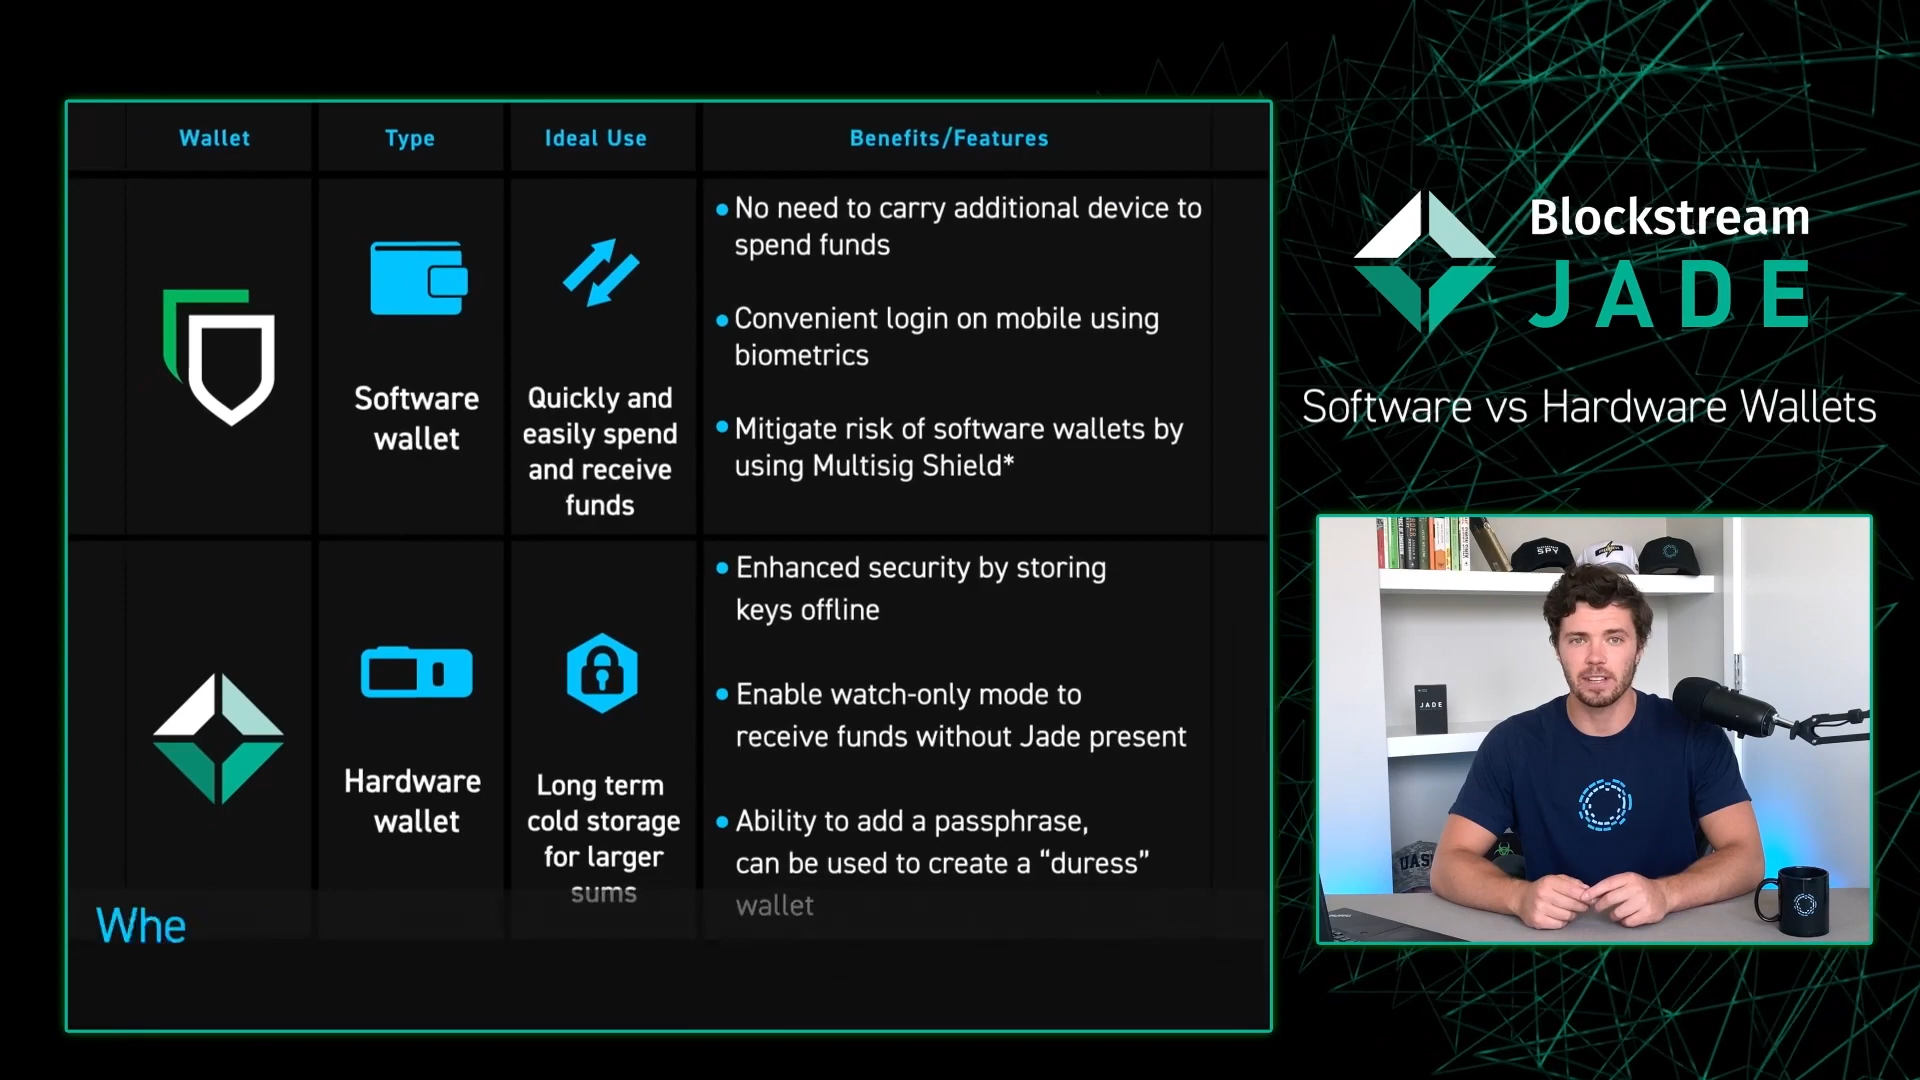 Wallet
Type
Ideal Use
Benefits/Features
Software
wallet
Quickly and
easily spend
and receive
funds
• No need to carry additional device to
spend funds
• Convenient login on mobile using
biometrics
• Mitigate risk of software wallets by
using Multisig Shield*
Hardware
wallet
Long term
cold storage
for larger
sums
• Enhanced security by storing
keys offline
• Enable watch-only mode to
receive funds without Jade present
• Ability to add a passphrase,
can be used to create a “duress”
wallet
Whe
Blockstream
JADE
Software vs Hardware Wallets
SPY
JADE
UAS